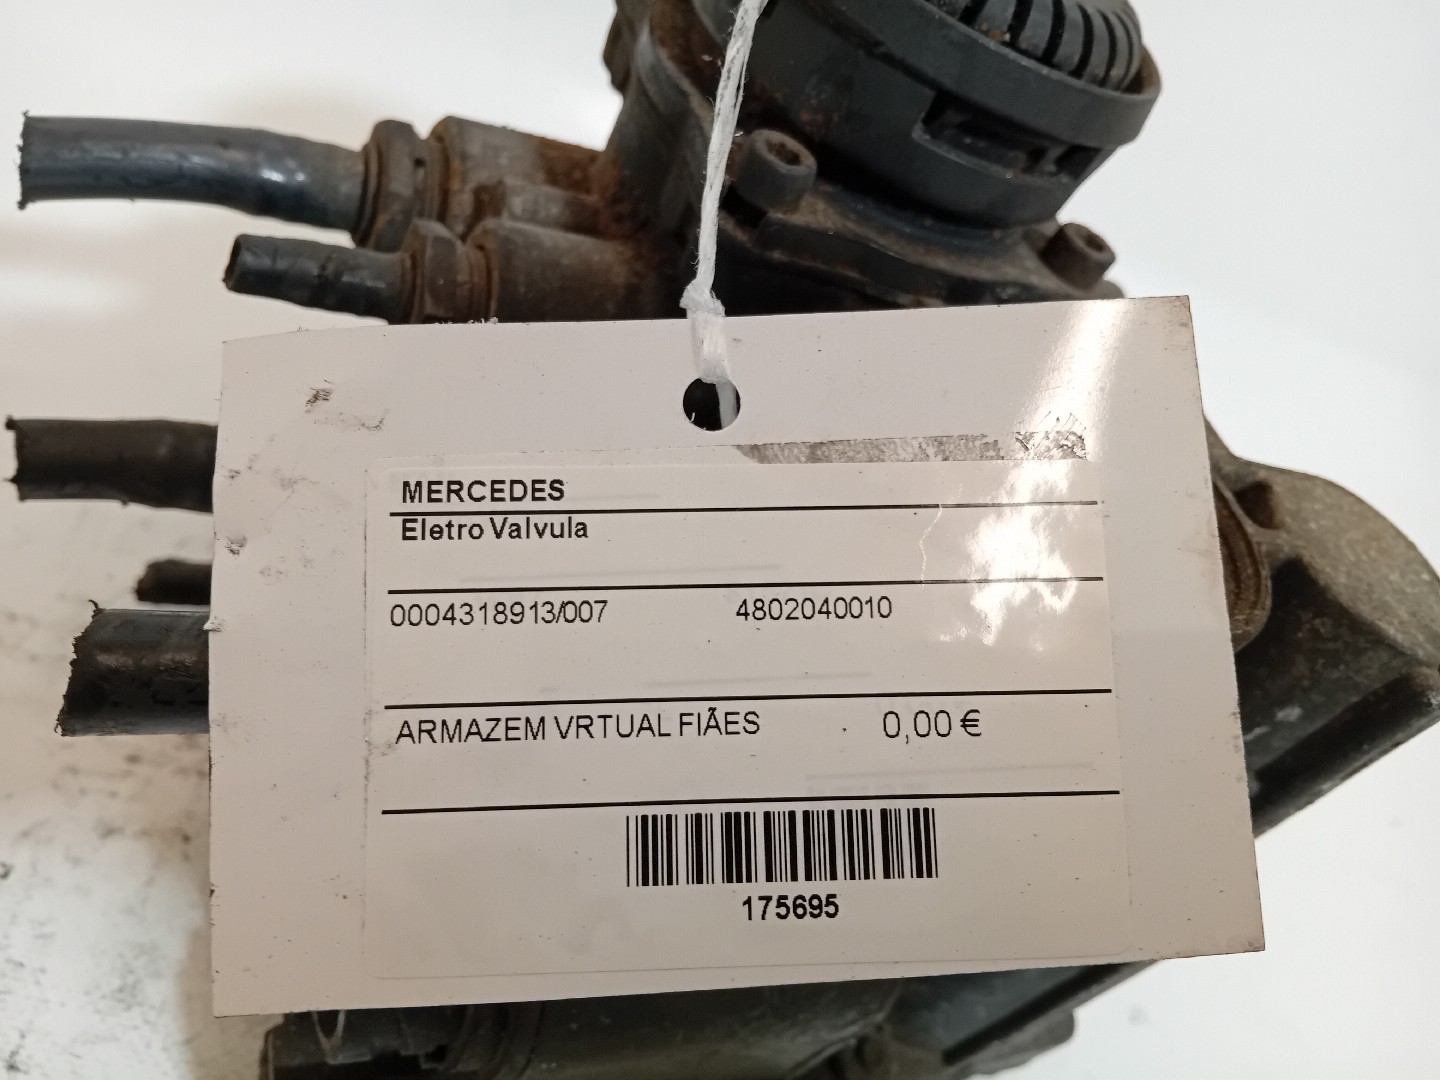 MERCEDES
Eletro Valvula
0004318913/007 4802040010
ARMAZEM VRTUAL FIÃES 0,00 €
175695